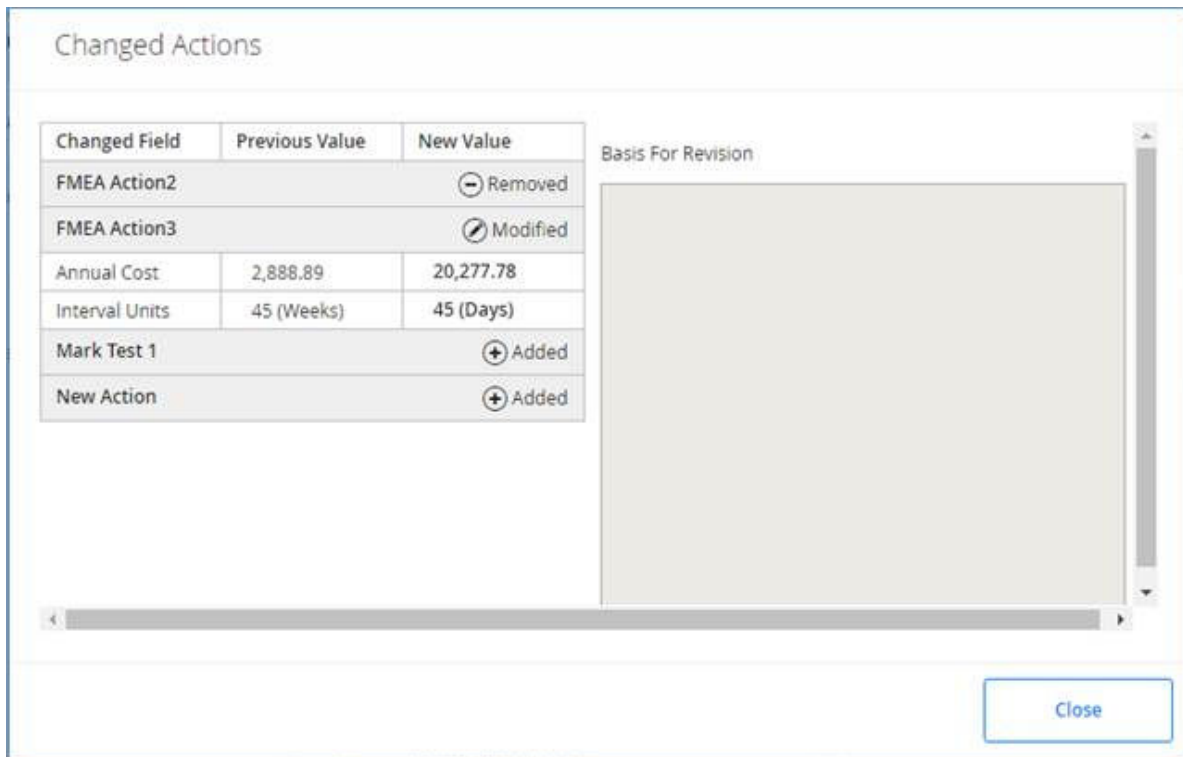 Changed Actions
Changed Field Previous Value New Value
Basis For Revision
FMEA Action2 Removed
FMEA Action3 Modified
Annual Cost 2,888.89 20,277.78
Interval Units 45 (Weeks) 45 (Days)
Mark Test 1 Added
New Action Added
Close